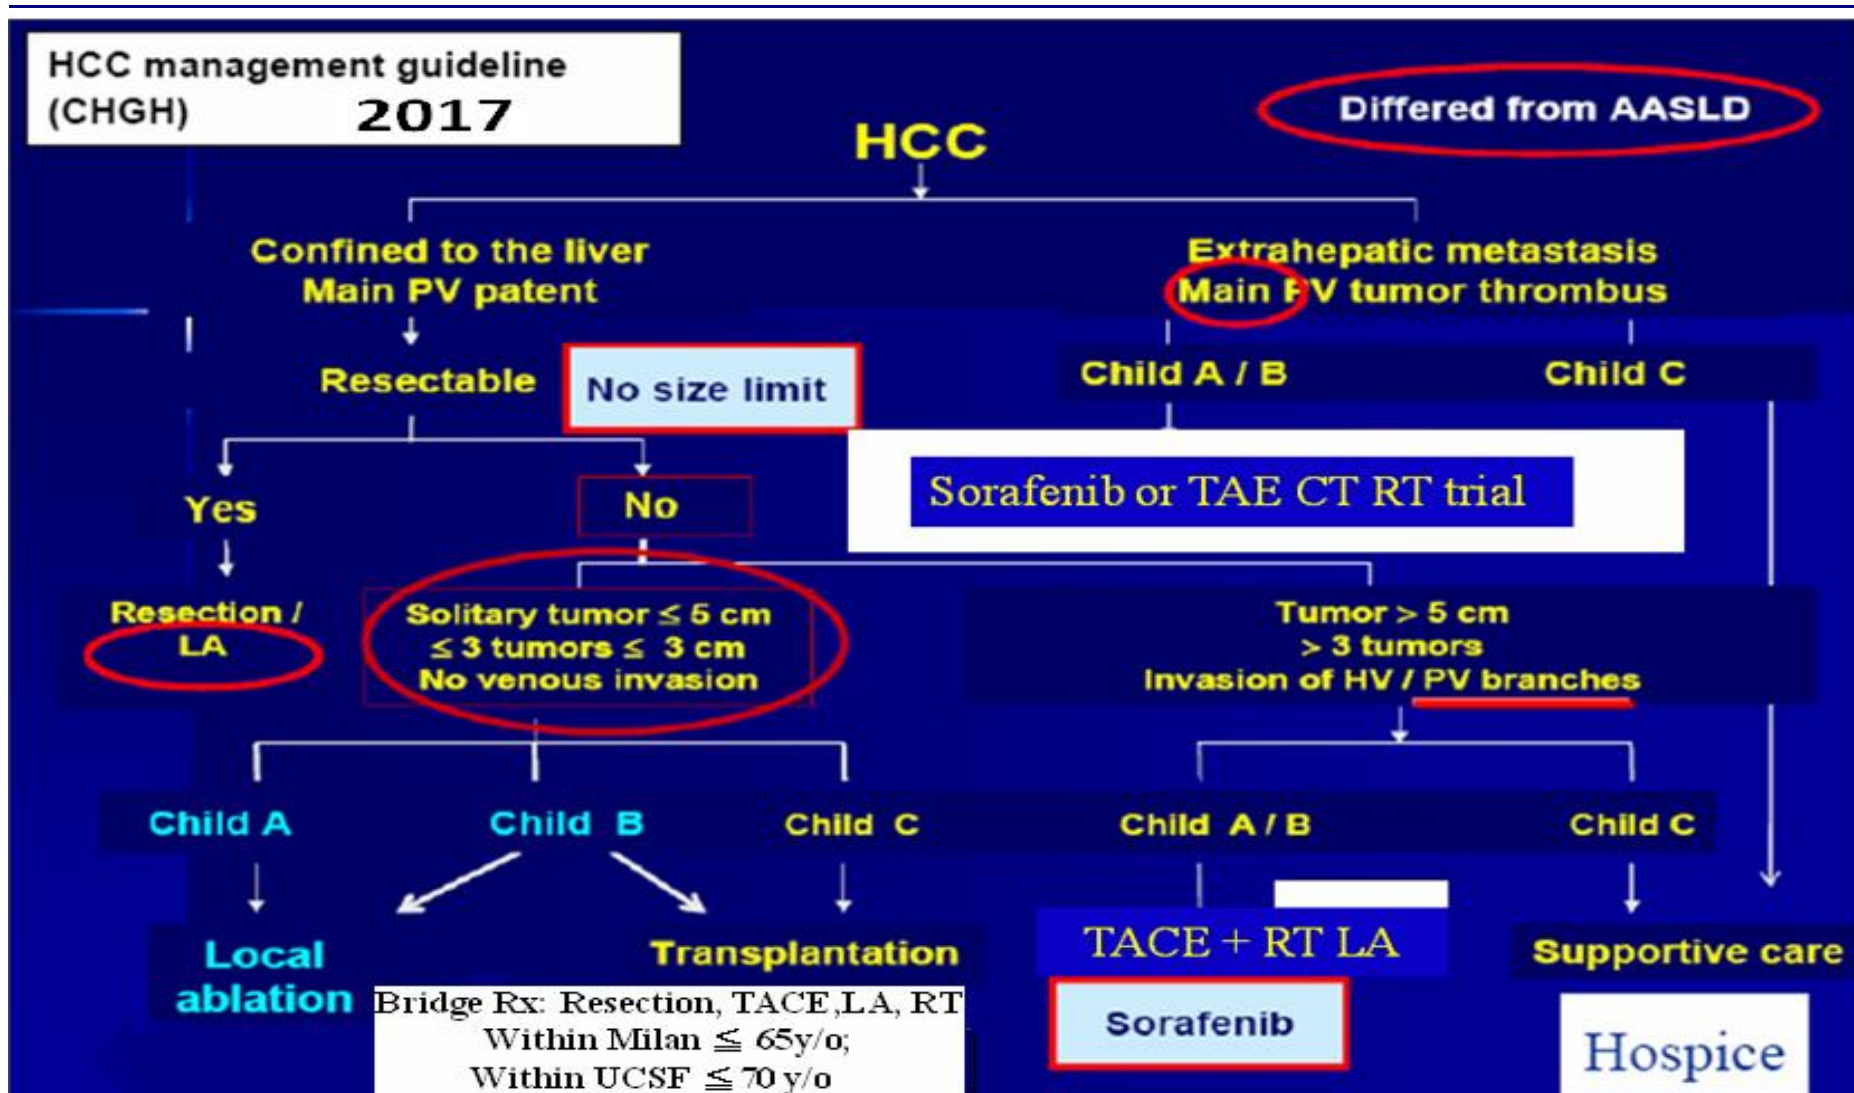 HCC management guideline
(CHGH) 2017
Differed from AASLD
HCC
Confined to the liver
Main PV patent
Extrahepatic metastasis
Main PV tumor thrombus
Resectable
No size limit
Child A / B
Child C
Sorafenib or TAE CT RT trial
Yes
No
Resection /
LA
Solitary tumor ≤ 5 cm
≤ 3 tumors ≤ 3 cm
No venous invasion
Tumor > 5 cm
> 3 tumors
Invasion of HV / PV branches
Child A
Child B
Child C
Child A / B
Child C
Local
ablation
Transplantation
Bridge Rx: Resection, TACE,LA, RT
Within Milan ≦ 65y/o;
Within UCSF ≦ 70 y/o
TACE + RT LA
Sorafenib
Supportive care
Hospice